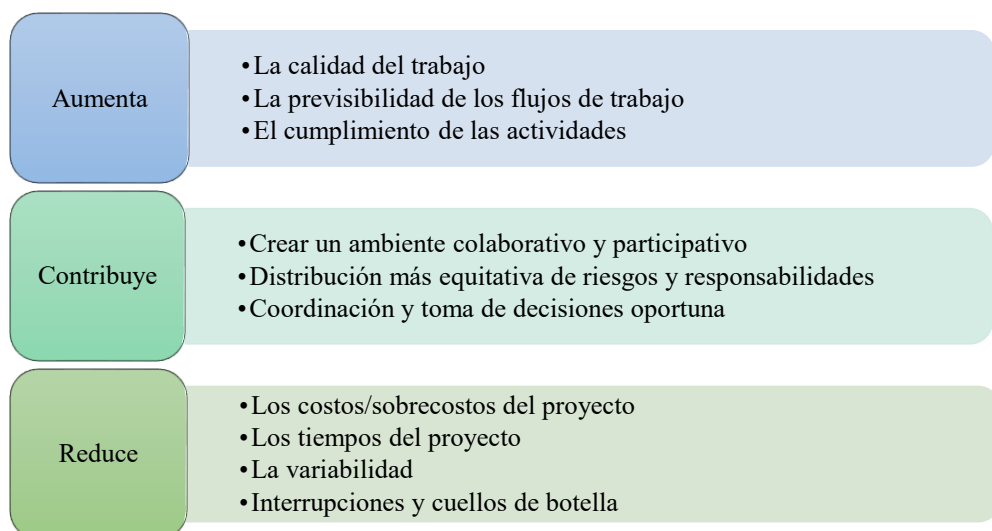 Aumenta
•La calidad del trabajo
•La previsibilidad de los flujos de trabajo
•El cumplimiento de las actividades
Contribuye
•Crear un ambiente colaborativo y participativo
•Distribución más equitativa de riesgos y responsabilidades
•Coordinación y toma de decisiones oportuna
Reduce
•Los costos/sobrecostos del proyecto
•Los tiempos del proyecto
•La variabilidad
•Interrupciones y cuellos de botella